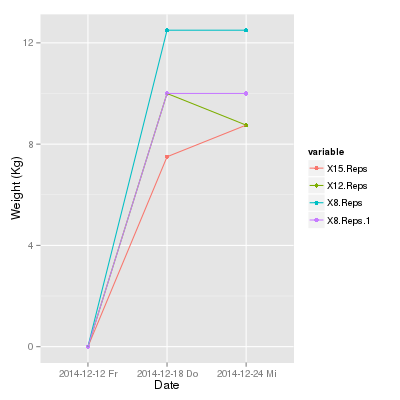 Weight (Kg)
12
8
4
0
2014-12-12 Fr 2014-12-18 Do 2014-12-24 Mi
Date
variable
X15.Reps
X12.Reps
X8.Reps
X8.Reps.1